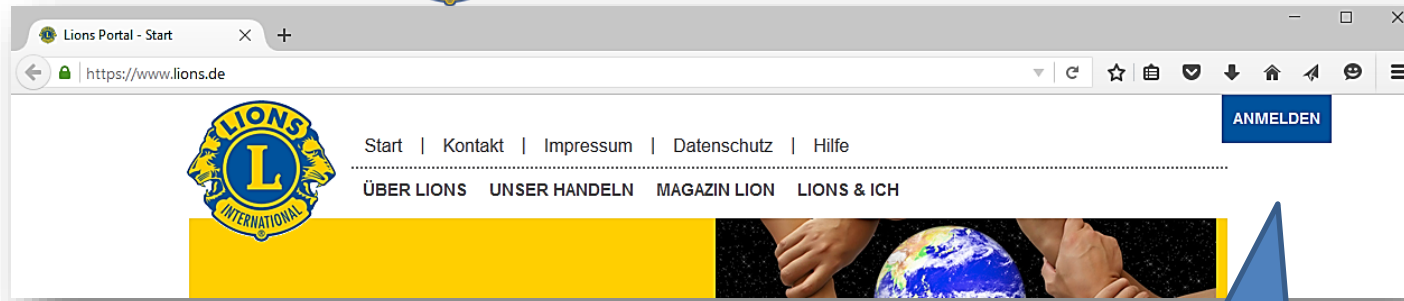 Lions Portal - Start
https://www.lions.de
ANMELDEN
LIONS
L
INTERNATIONAL
®
Start | Kontakt | Impressum | Datenschutz | Hilfe
ÜBER LIONS UNSER HANDELN MAGAZIN LION LIONS & ICH